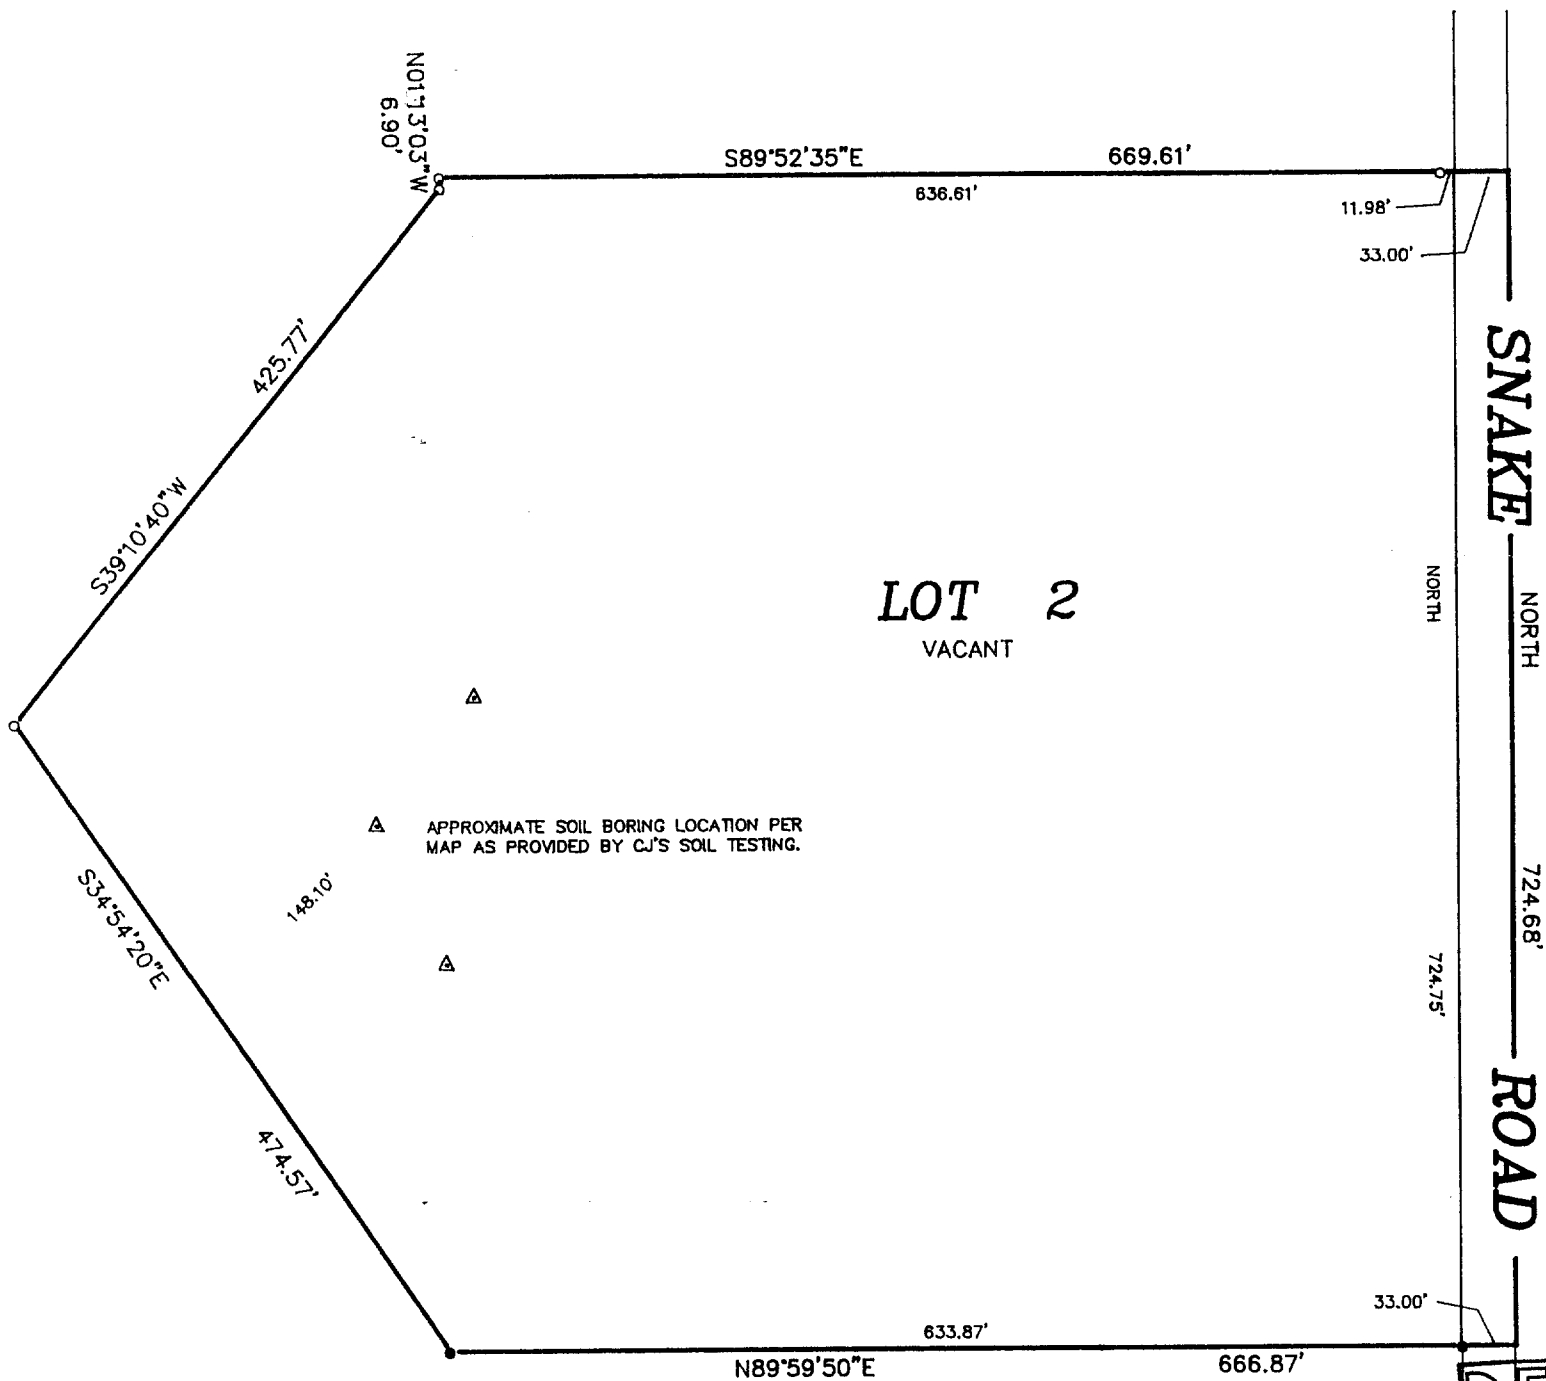 N01°13'03"W
6.90'
S89°52'35"E 669.61'
636.61'
11.98'
33.00'
425.77'
S39°10'40"W
SNAKE
NORTH
NORTH
LOT 2
VACANT
APPROXIMATE SOIL BORING LOCATION PER
MAP AS PROVIDED BY CJ'S SOIL TESTING.
148.10'
S34°54'20"E
474.57'
724.68'
724.75'
ROAD
33.00'
633.87'
N89°59'50"E 666.87'